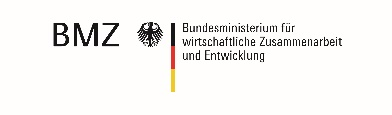 BMZ
Bundesministerium für
wirtschaftliche Zusammenarbeit
und Entwicklung